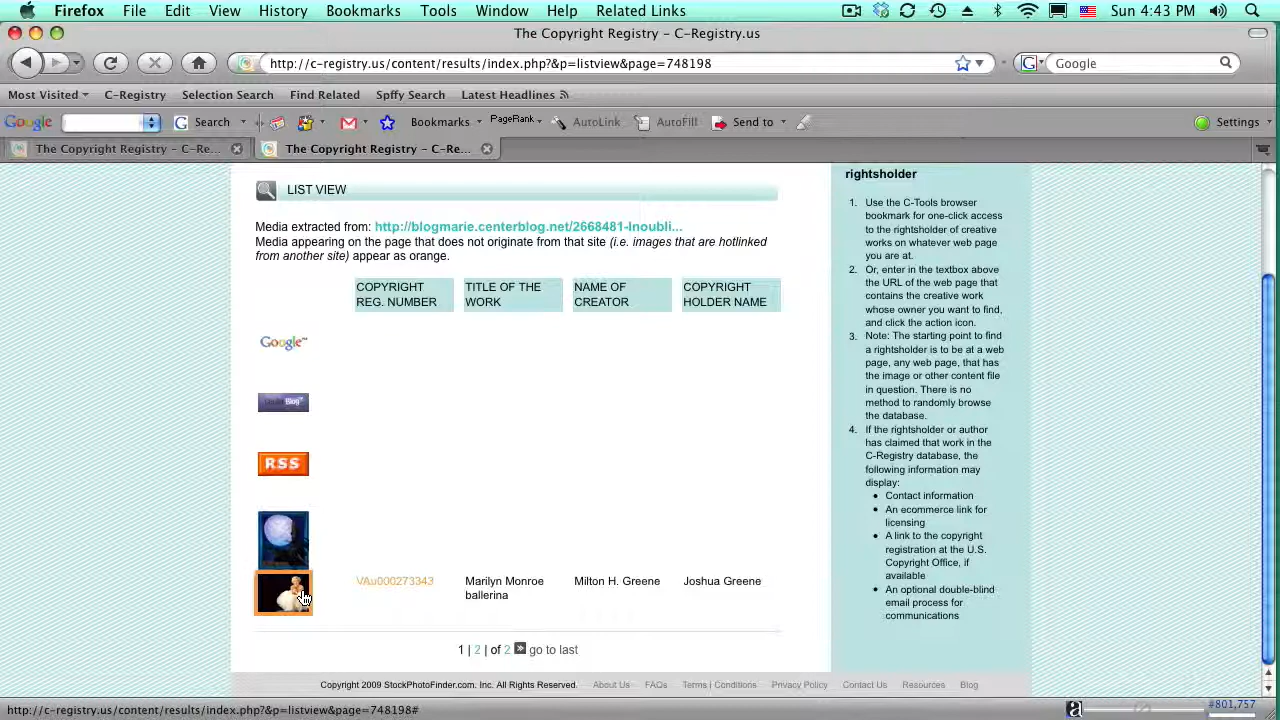 Firefox File Edit View History Bookmarks Tools Window Help Related Links Sun 4:43 PM
The Copyright Registry – C-Registry.us
http://c-registry.us/content/results/index.php?&p=listview&page=748198 Google
Most Visited C-Registry Selection Search Find Related Spffy Search Latest Headlines
Google Search Bookmarks PageRank AutoLink AutoFill Send to Settings
The Copyright Registry – C-Re... The Copyright Registry – C-Re...
LIST VIEW
Media extracted from: http://blogmarie.centerblog.net/2668481-Inoubli...
Media appearing on the page that does not originate from that site (i.e. images that are hotlinked
from another site) appear as orange.
COPYRIGHT REG. NUMBER
TITLE OF THE WORK
NAME OF CREATOR
COPYRIGHT HOLDER NAME
Google™
RSS
VAu000273343 Marilyn Monroe Milton H. Greene Joshua Greene
ballerina
1 | 2 | of 2 go to last
rightsholder
1. Use the C-Tools browser
bookmark for one-click access
to the rightsholder of creative
works on whatever web page
you are at.
2. Or, enter in the textbox above
the URL of the web page that
contains the creative work
whose owner you want to find,
and click the action icon.
3. Note: The starting point to find
a rightsholder is to be at a web
page, any web page, that has
the image or other content file
in question. There is no
method to randomly browse
the database.
4. If the rightsholder or author
has claimed that work in the
C-Registry database, the
following information may
display:
• Contact information
• An ecommerce link for
licensing
• A link to the copyright
registration at the U.S.
Copyright Office, if
available
• An optional double-blind
email process for
communications
Copyright 2009 StockPhotoFinder.com. Inc. All Rights Reserved. About Us FAQs Terms | Conditions Privacy Policy Contact Us Resources Blog
http://c-registry.us/content/results/index.php?&p=listview&page=748198# a #801,757